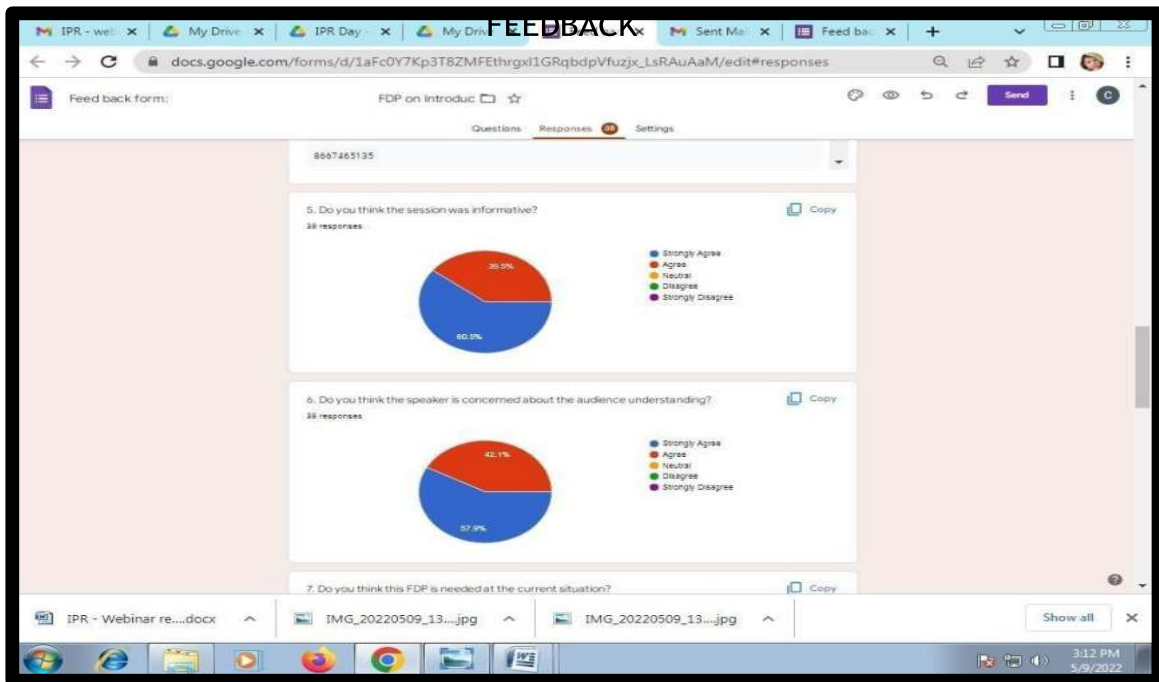 FEEDBACK
IPR - web
My Drive
IPR Day -
My Driv
Sent Mai
Feed bac
docs.google.com/forms/d/1aFc0Y7Kp3T8ZMFEthrgxl1GRqbdpVfuzjx_LsRAuAaM/edit#responses
Feed back form:
FDP on Introduc
Send
C
Questions Responses 38 Settings
8667465135
5. Do you think the session was informative?
Copy
38 responses
39.5%
60.5%
Strongly Agree
Agree
Neutral
Disagree
Strongly Disagree
6. Do you think the speaker is concerned about the audience understanding?
Copy
38 responses
42.1%
57.9%
Strongly Agree
Agree
Neutral
Disagree
Strongly Disagree
7. Do you think this FDP is needed at the current situation?
Copy
IPR - Webinar re....docx
IMG_20220509_13....jpg
IMG_20220509_13....jpg
Show all
3:12 PM
5/9/2022